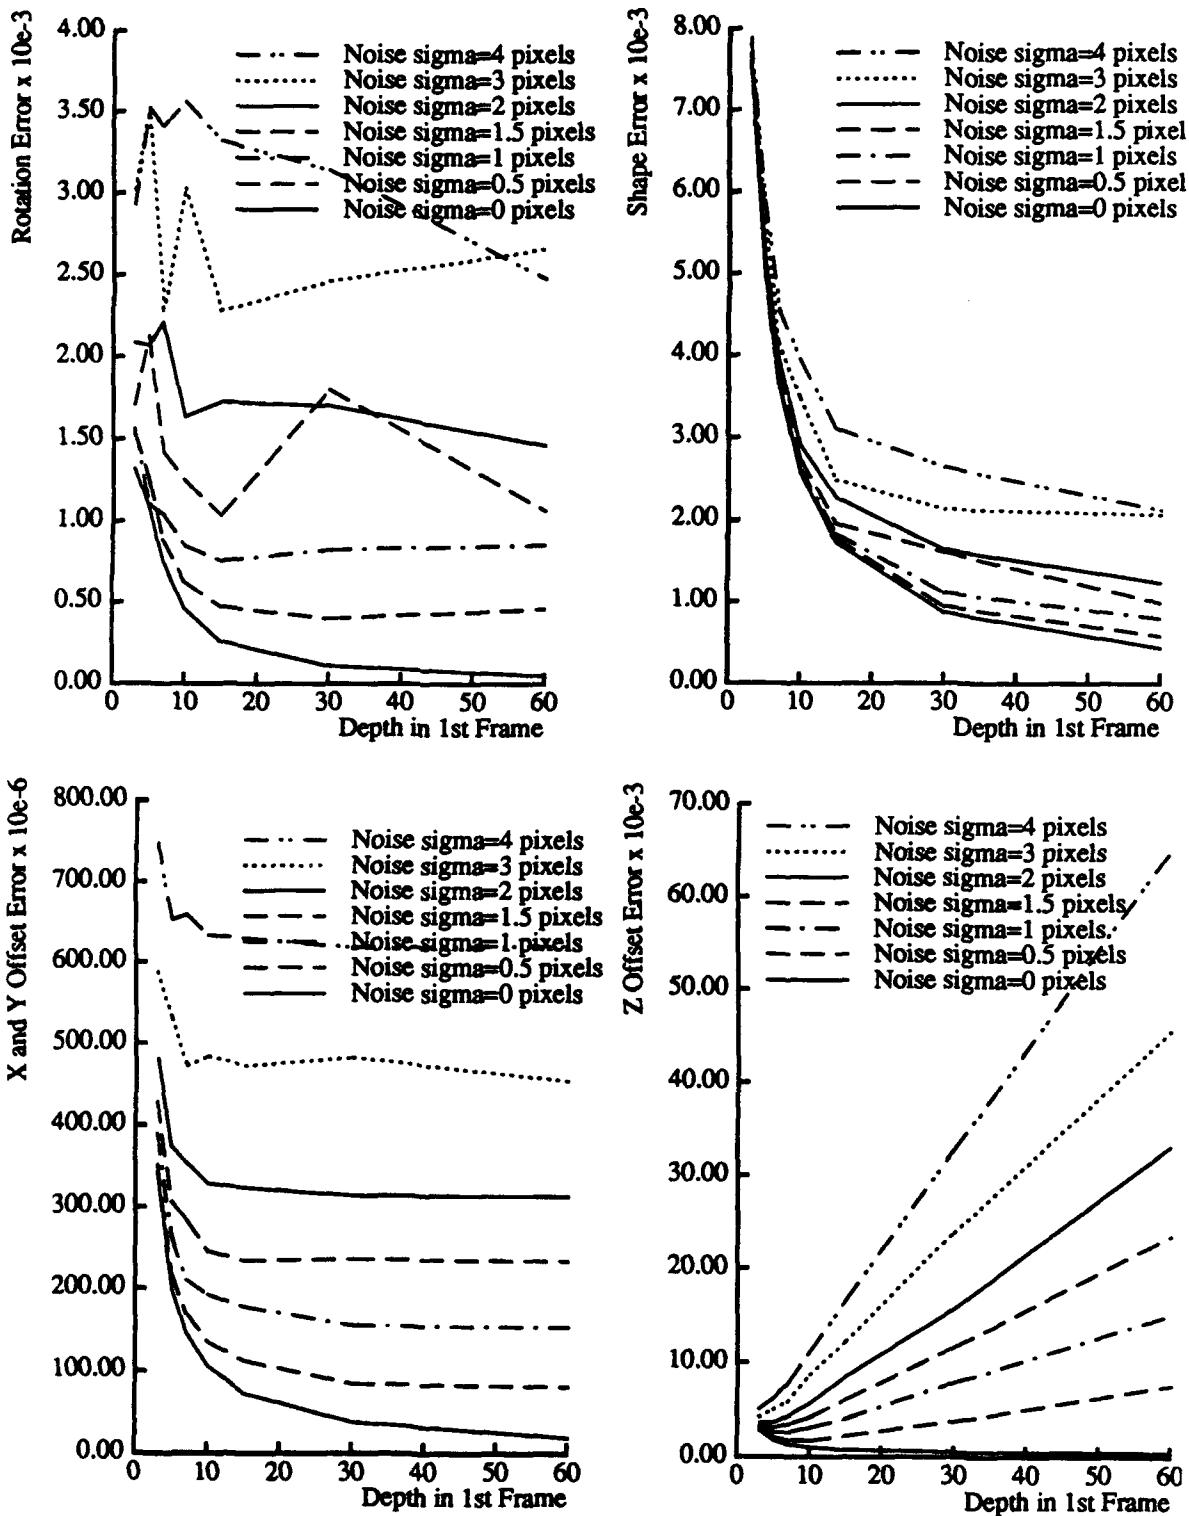 Rotation Error x 10e-3
4.00
3.50
3.00
2.50
2.00
1.50
1.00
0.50
0.00
0
10
20
30
40
50
60
Depth in 1st Frame
Noise sigma=4 pixels
Noise sigma=3 pixels
Noise sigma=2 pixels
Noise sigma=1.5 pixels
Noise sigma=1 pixels
Noise sigma=0.5 pixels
Noise sigma=0 pixels
Shape Error x 10e-3
8.00
7.00
6.00
5.00
4.00
3.00
2.00
1.00
0.00
0
10
20
30
40
50
60
Depth in 1st Frame
Noise sigma=4 pixels
Noise sigma=3 pixels
Noise sigma=2 pixels
Noise sigma=1.5 pixel
Noise sigma=1 pixels
Noise sigma=0.5 pixel
Noise sigma=0 pixels
X and Y Offset Error x 10e-6
800.00
700.00
600.00
500.00
400.00
300.00
200.00
100.00
0.00
0
10
20
30
40
50
60
Depth in 1st Frame
Noise sigma=4 pixels
Noise sigma=3 pixels
Noise sigma=2 pixels
Noise sigma=1.5 pixels
Noise sigma=1 pixels
Noise sigma=0.5 pixels
Noise sigma=0 pixels
Z Offset Error x 10e-3
70.00
60.00
50.00
40.00
30.00
20.00
10.00
0.00
0
10
20
30
40
50
60
Depth in 1st Frame
Noise sigma=4 pixels
Noise sigma=3 pixels
Noise sigma=2 pixels
Noise sigma=1.5 pixels
Noise sigma=1 pixels
Noise sigma=0.5 pixels
Noise sigma=0 pixels